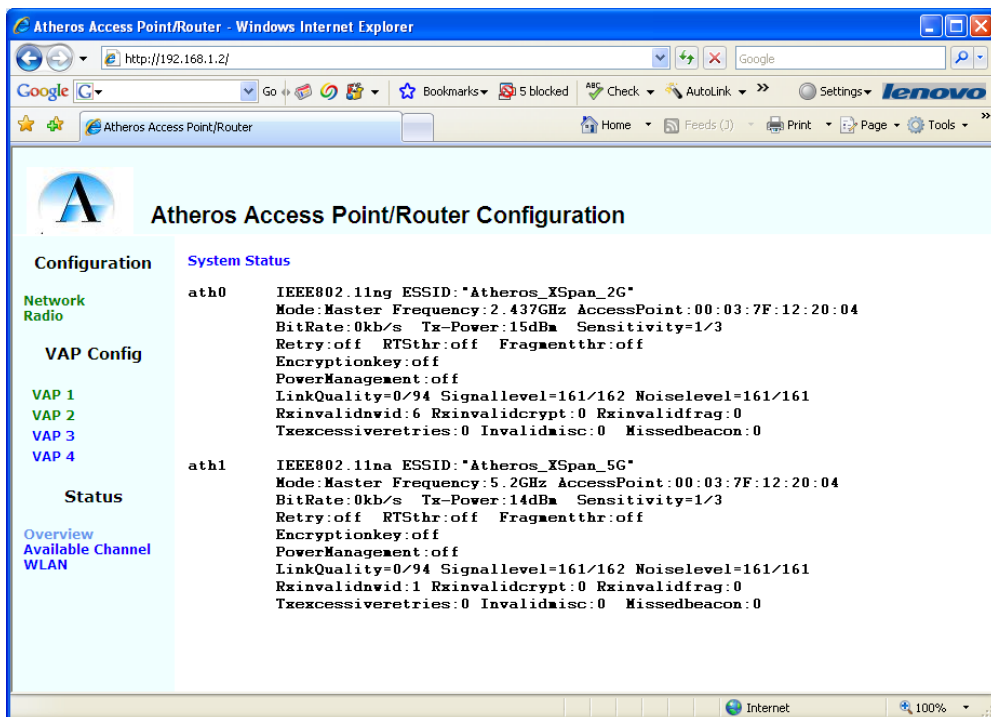 Atheros Access Point/Router - Windows Internet Explorer
http://192.168.1.2/
Google
Google G
Go
Bookmarks
5 blocked
ABC Check
AutoLink
»
Settings
lenovo
Atheros Access Point/Router
Home
Feeds (J)
Print
Page
Tools
»
A
Atheros Access Point/Router Configuration
Configuration
Network
Radio
VAP Config
VAP 1
VAP 2
VAP 3
VAP 4
Status
Overview
Available Channel
WLAN
System Status
ath0 IEEE802.11ng ESSID:"Atheros_XSpan_2G"
Mode:Master Frequency:2.437GHz AccessPoint:00:03:7F:12:20:04
BitRate:0kb/s Tx-Power:15dBm Sensitivity=1/3
Retry:off RTSthr:off Fragmentthr:off
Encryptionkey:off
PowerManagement:off
LinkQuality=0/94 Signallevel=161/162 Noiselevel=161/161
Rxinvalidnwid:6 Rxinvalidcrypt:0 Rxinvalidfrag:0
Txexcessiveretries:0 Invalidmisc:0 Missedbeacon:0
ath1 IEEE802.11na ESSID:"Atheros_XSpan_5G"
Mode:Master Frequency:5.2GHz AccessPoint:00:03:7F:12:20:04
BitRate:0kb/s Tx-Power:14dBm Sensitivity=1/3
Retry:off RTSthr:off Fragmentthr:off
Encryptionkey:off
PowerManagement:off
LinkQuality=0/94 Signallevel=161/162 Noiselevel=161/161
Rxinvalidnwid:1 Rxinvalidcrypt:0 Rxinvalidfrag:0
Txexcessiveretries:0 Invalidmisc:0 Missedbeacon:0
Internet
100%